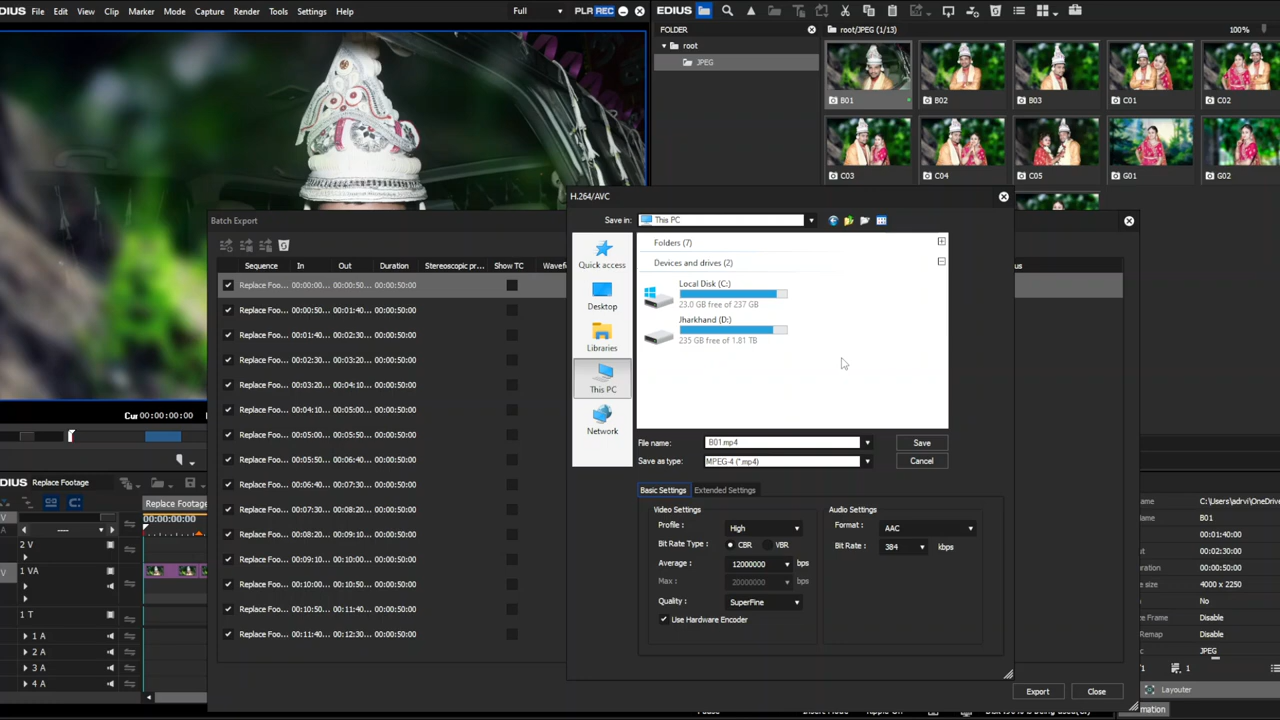 EDIUS File Edit View Clip Marker Mode Capture Render Tools Settings Help Full PLR REC
EDIUS
FOLDER root/JPEG (1/13) 100%
root
JPEG
B01 B02 B03 C01 C02
C03 C04 C05 G01 G02
Cur 00:00:00:00
Batch Export
Sequence In Out Duration Stereoscopic pr... Show TC Wavefo
Replace Foo... 00:00:00... 00:00:50... 00:00:50:00
Replace Foo... 00:00:50... 00:01:40... 00:00:50:00
Replace Foo... 00:01:40... 00:02:30... 00:00:50:00
Replace Foo... 00:02:30... 00:03:20... 00:00:50:00
Replace Foo... 00:03:20... 00:04:10... 00:00:50:00
Replace Foo... 00:04:10... 00:05:00... 00:00:50:00
Replace Foo... 00:05:00... 00:05:50... 00:00:50:00
Replace Foo... 00:05:50... 00:06:40... 00:00:50:00
Replace Foo... 00:06:40... 00:07:30... 00:00:50:00
Replace Foo... 00:07:30... 00:08:20... 00:00:50:00
Replace Foo... 00:08:20... 00:09:10... 00:00:50:00
Replace Foo... 00:09:10... 00:10:00... 00:00:50:00
Replace Foo... 00:10:00... 00:10:50... 00:00:50:00
Replace Foo... 00:10:50... 00:11:40... 00:00:50:00
Replace Foo... 00:11:40... 00:12:30... 00:00:50:00
us
H.264/AVC
Save in: This PC
Quick access
Desktop
Libraries
This PC
Network
Folders (7)
Devices and drives (2)
Local Disk (C:)
23.0 GB free of 237 GB
Jharkhand (D:)
235 GB free of 1.81 TB
File name: B01.mp4 Save
Save as type: MPEG-4 (*.mp4) Cancel
Basic Settings Extended Settings
Video Settings
Profile : High
Bit Rate Type : CBR VBR
Average : 12000000 bps
Max : 20000000 bps
Quality : SuperFine
Use Hardware Encoder
Audio Settings
Format : AAC
Bit Rate : 384 kbps
Export Close
DIUS Replace Footage
Replace Footage
00:00:00:00
2 V
1 VA
1 T
1 A
2 A
3 A
4 A
C:\Users\adrvi\OneDriv
B01
00:01:40:00
00:02:30:00
uration 00:00:50:00
e size 4000 x 2250
No
e Frame Disable
Remap Disable
JPEG
/1 1
Layouter
mation